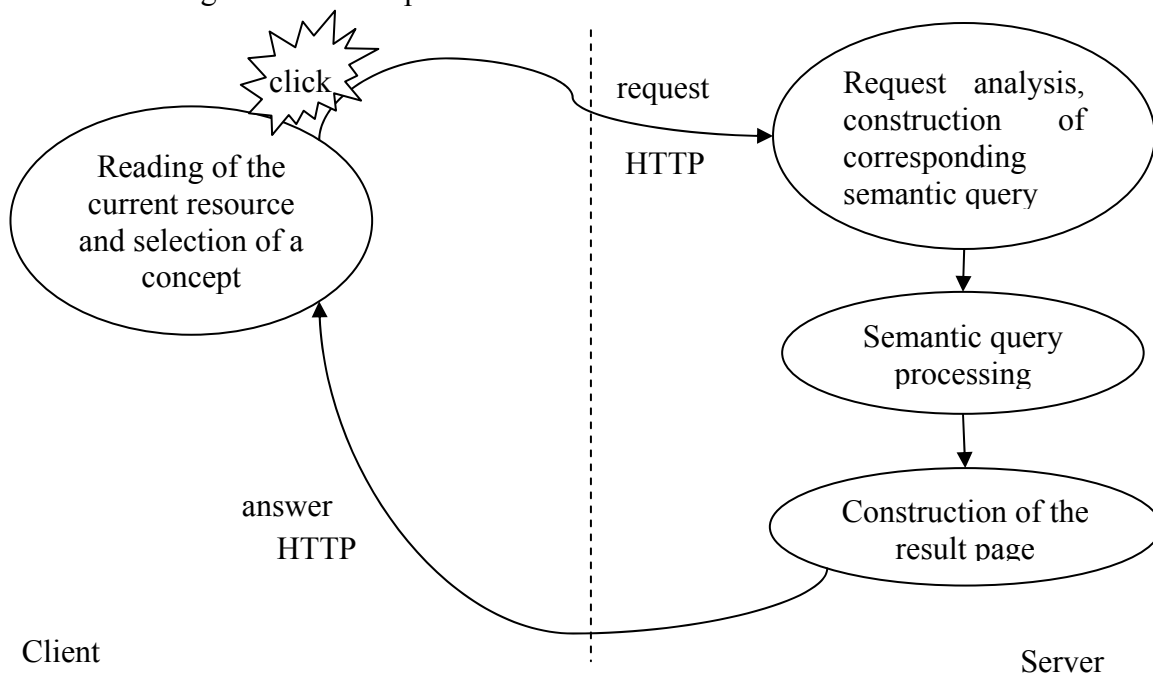 click
Reading of the
current resource
and selection of a
concept
request
HTTP
Request analysis,
construction of
corresponding
semantic query
Semantic query
processing
Construction of the
result page
answer
HTTP
Client
Server